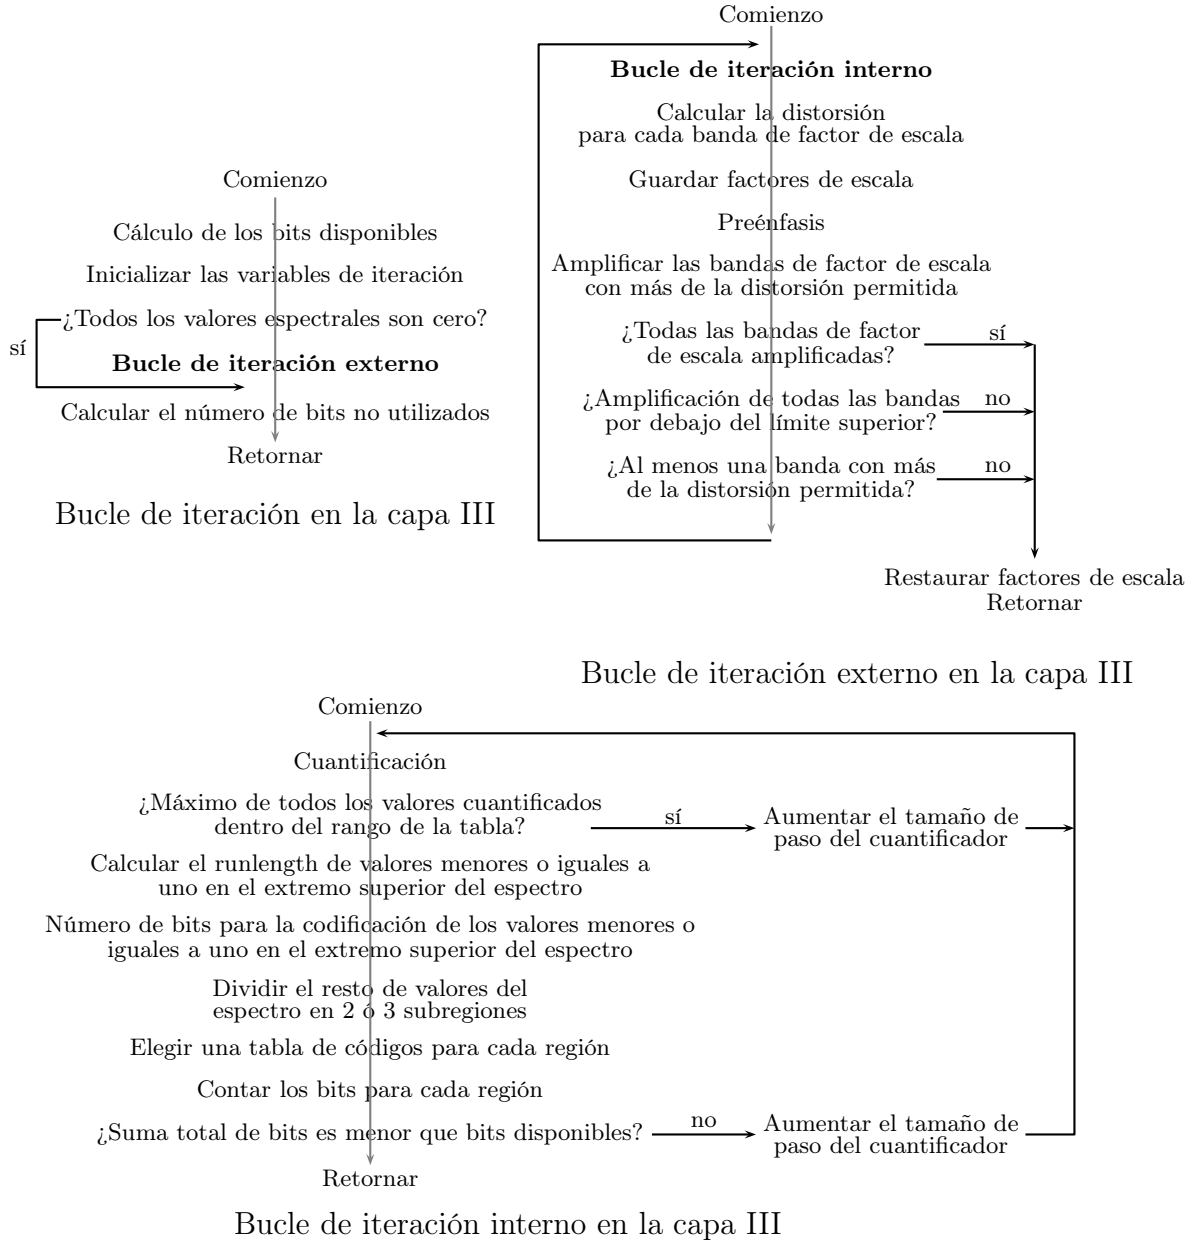 Comienzo
Cálculo de los bits disponibles
Inicializar las variables de iteración
¿Todos los valores espectrales son cero?
sí
Bucle de iteración externo
Calcular el número de bits no utilizados
Retornar
Bucle de iteración en la capa III
Comienzo
Bucle de iteración interno
Calcular la distorsión
para cada banda de factor de escala
Guardar factores de escala
Preénfasis
Amplificar las bandas de factor de escala
con más de la distorsión permitida
¿Todas las bandas de factor
de escala amplificadas?
sí
¿Amplificación de todas las bandas
por debajo del límite superior?
no
¿Al menos una banda con más
de la distorsión permitida?
no
Restaurar factores de escala
Retornar
Bucle de iteración externo en la capa III
Comienzo
Cuantificación
¿Máximo de todos los valores cuantificados
dentro del rango de la tabla?
sí
Aumentar el tamaño de
paso del cuantificador
Calcular el runlength de valores menores o iguales a
uno en el extremo superior del espectro
Número de bits para la codificación de los valores menores o
iguales a uno en el extremo superior del espectro
Dividir el resto de valores del
espectro en 2 ó 3 subregiones
Elegir una tabla de códigos para cada región
Contar los bits para cada región
¿Suma total de bits es menor que bits disponibles?
no
Aumentar el tamaño de
paso del cuantificador
Retornar
Bucle de iteración interno en la capa III